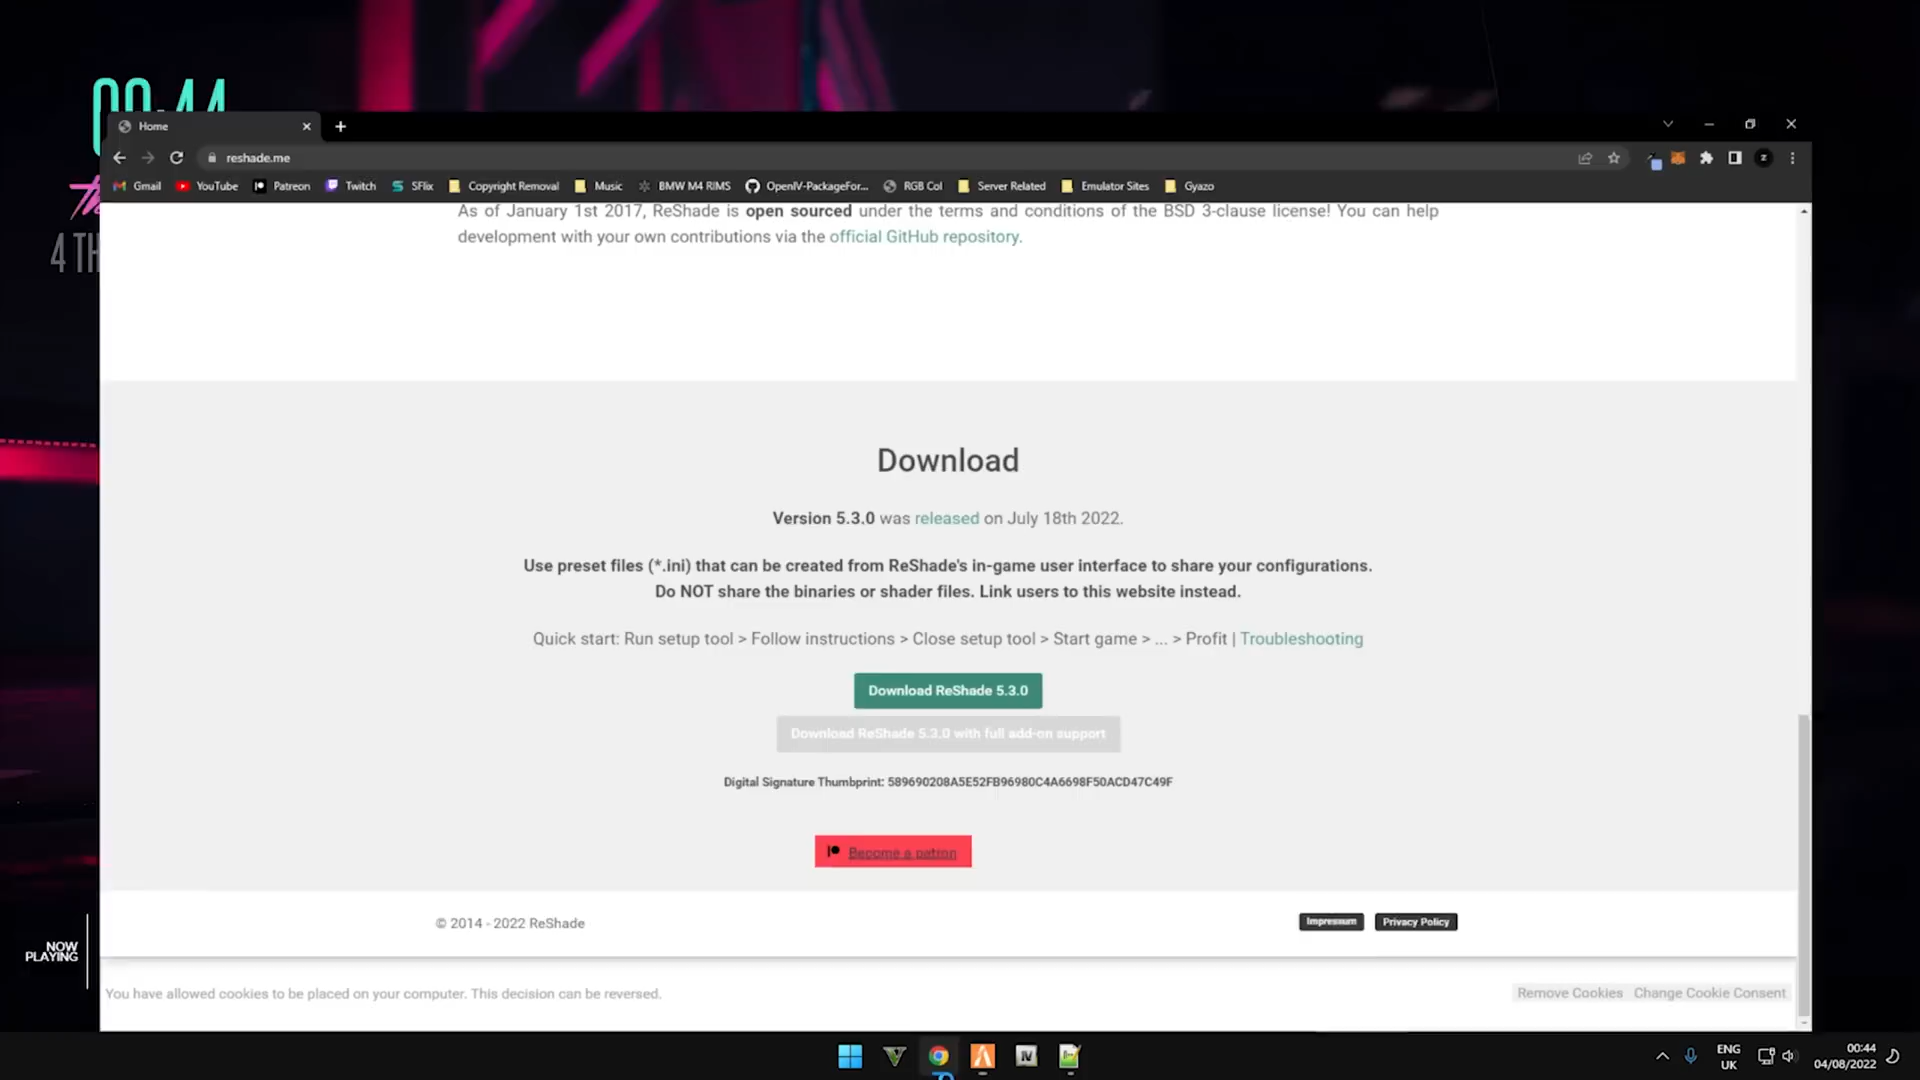 00:44
Home
reshade.me
Gmail YouTube Patreon Twitch SFlix Copyright Removal Music BMW M4 RIMS OpenIV-PackageFor... RGB Col Server Related Emulator Sites Gyazo
4 TH
As of January 1st 2017, ReShade is open sourced under the terms and conditions of the BSD 3-clause license! You can help
development with your own contributions via the official GitHub repository.
Download
Version 5.3.0 was released on July 18th 2022.
Use preset files (*.ini) that can be created from ReShade's in-game user interface to share your configurations.
Do NOT share the binaries or shader files. Link users to this website instead.
Quick start: Run setup tool > Follow instructions > Close setup tool > Start game > ... > Profit | Troubleshooting
Download ReShade 5.3.0
Download ReShade 5.3.0 with full add-on support
Digital Signature Thumbprint: 589690208A5E52FB96980C4A6698F50ACD47C49F
Become a patron
© 2014 - 2022 ReShade Impressum Privacy Policy
NOW
PLAYING
You have allowed cookies to be placed on your computer. This decision can be reversed. Remove Cookies Change Cookie Consent
IV
ENG
UK
00:44
04/08/2022